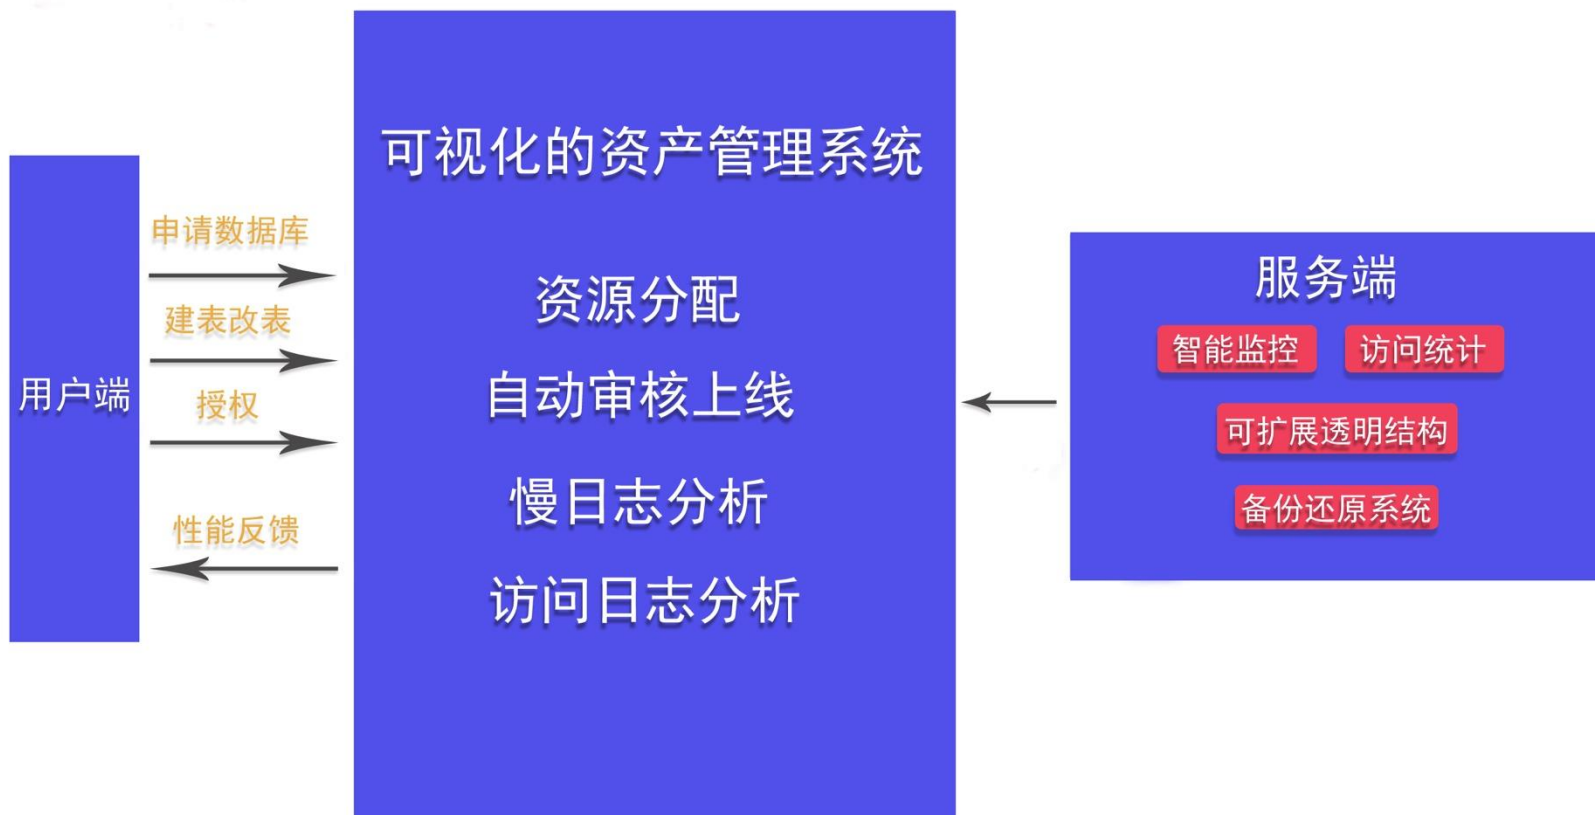 可视化的资产管理系统
申请数据库
建表改表
授权
性能反馈
用户端
资源分配
自动审核上线
慢日志分析
访问日志分析
服务端
智能监控
访问统计
可扩展透明结构
备份还原系统